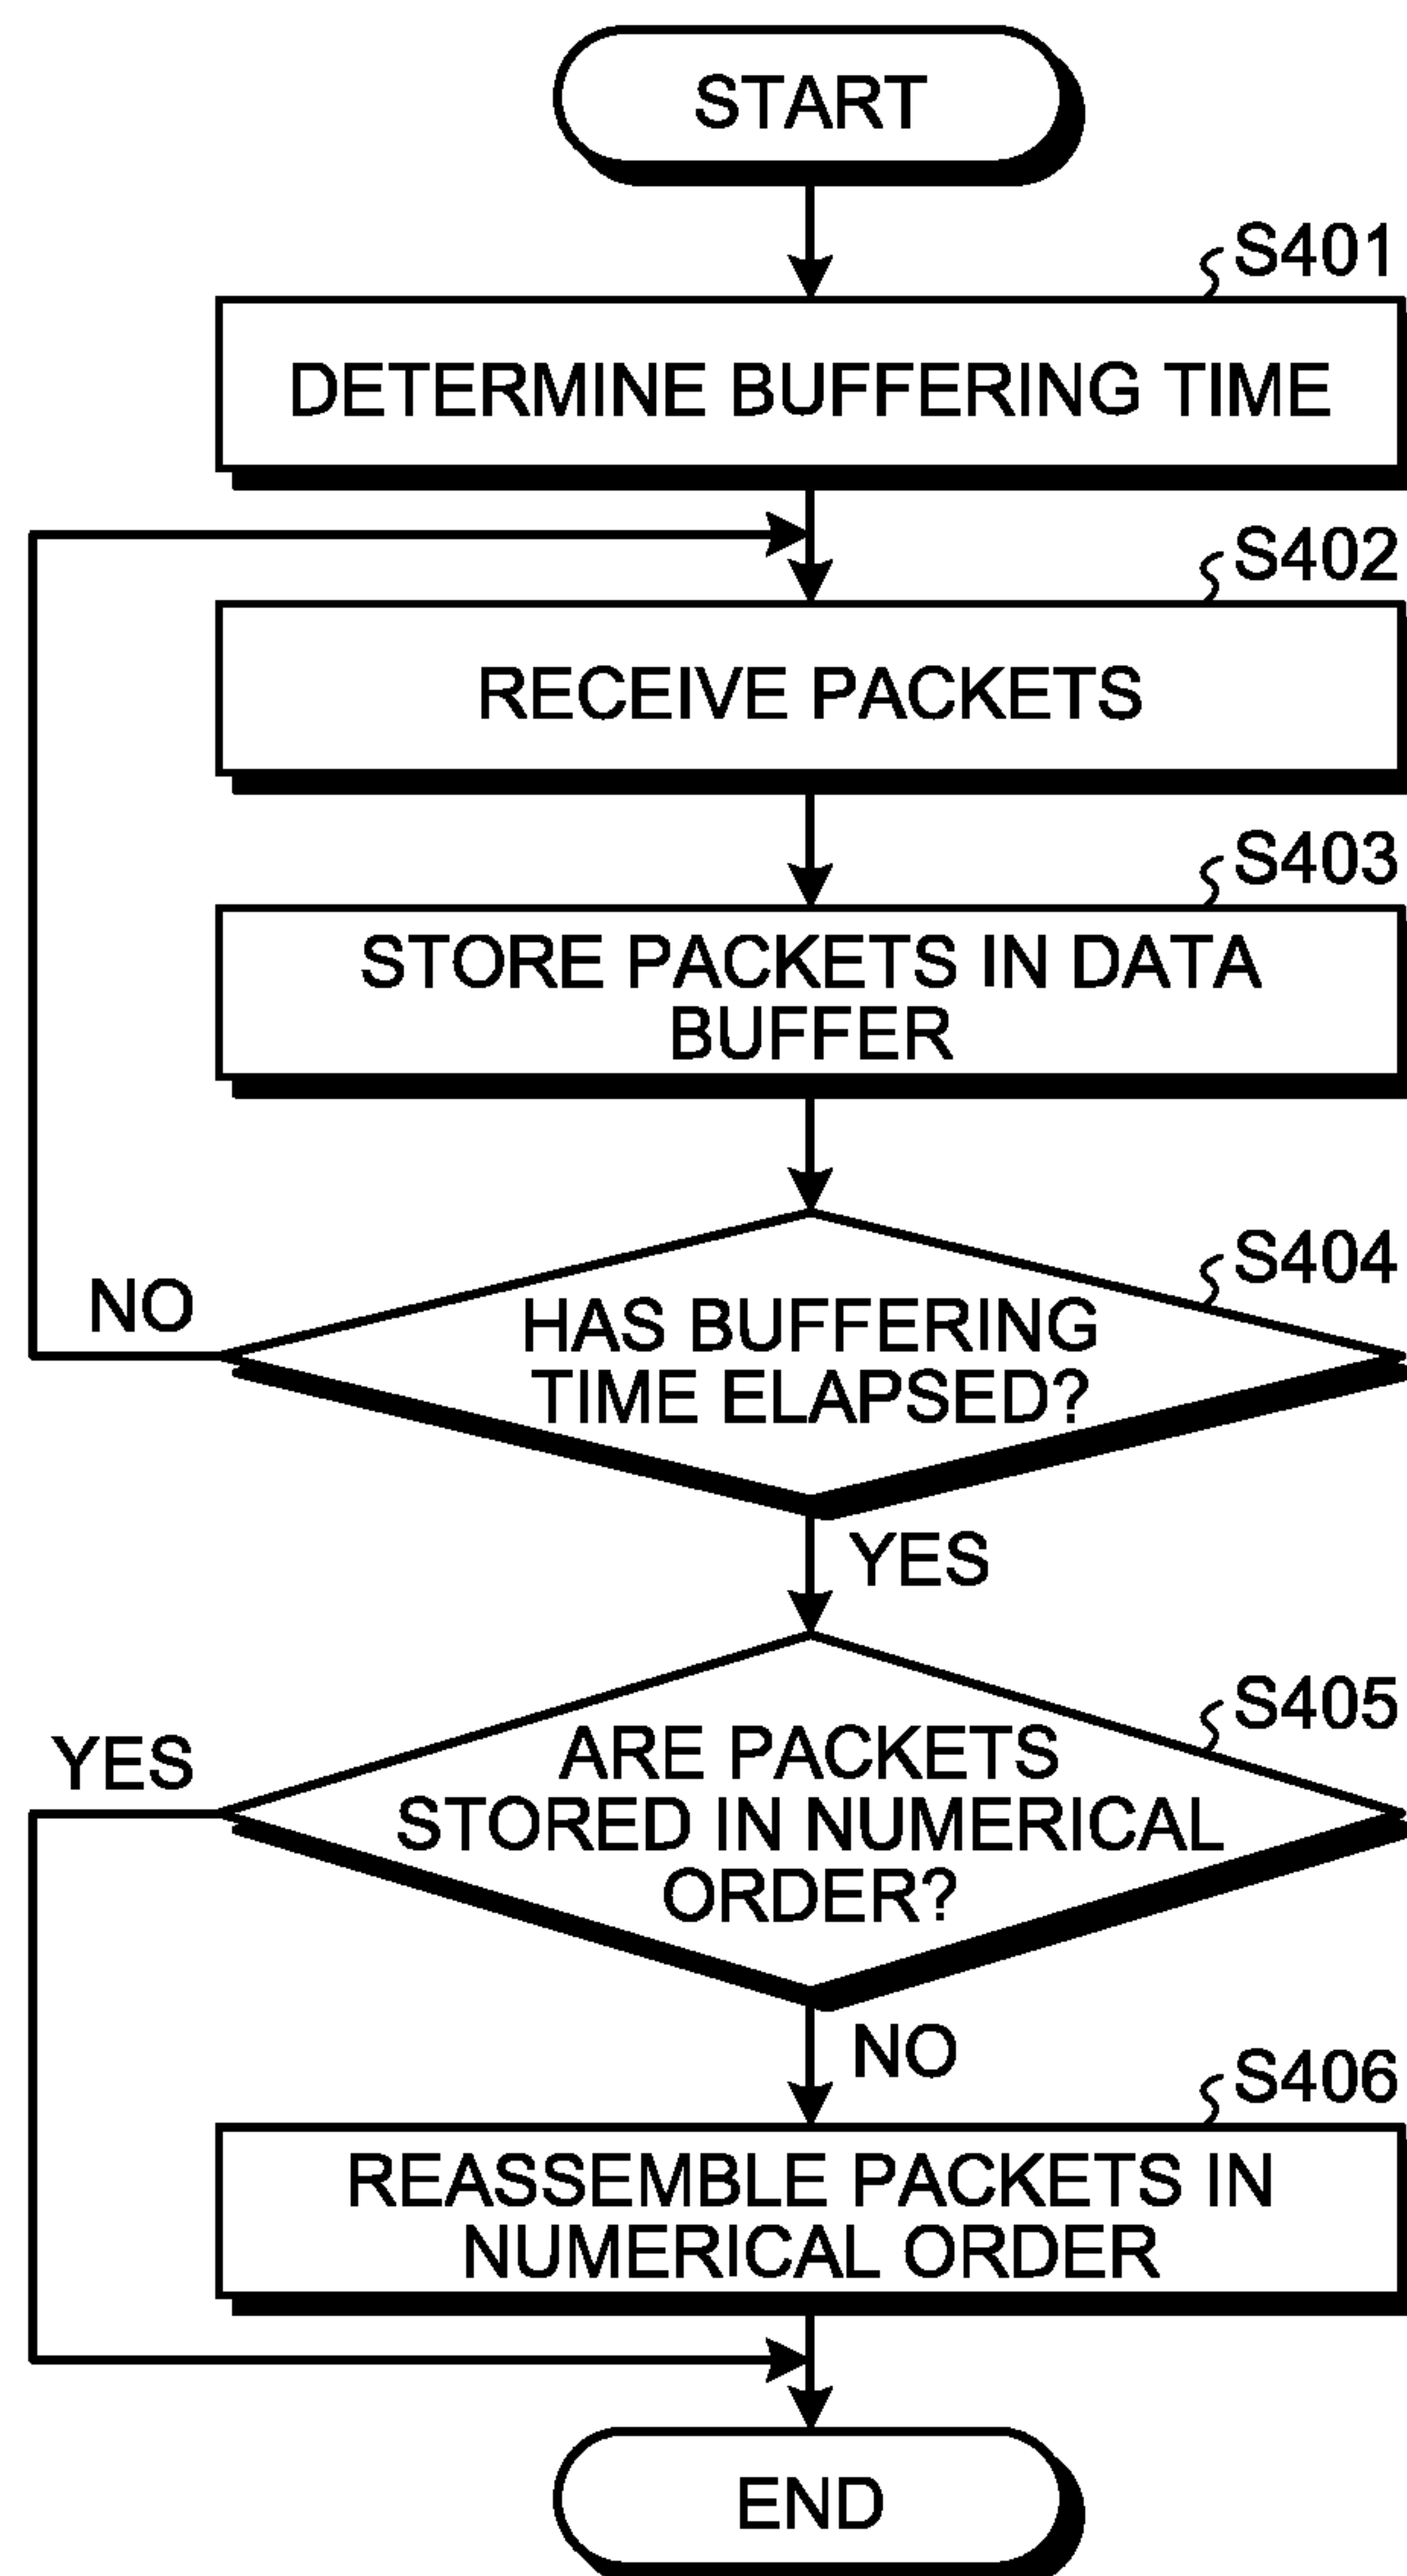 START
S401
DETERMINE BUFFERING TIME
S402
RECEIVE PACKETS
S403
STORE PACKETS IN DATA
BUFFER
S404
NO
HAS BUFFERING
TIME ELAPSED?
YES
S405
YES
ARE PACKETS
STORED IN NUMERICAL
ORDER?
NO
S406
REASSEMBLE PACKETS IN
NUMERICAL ORDER
END